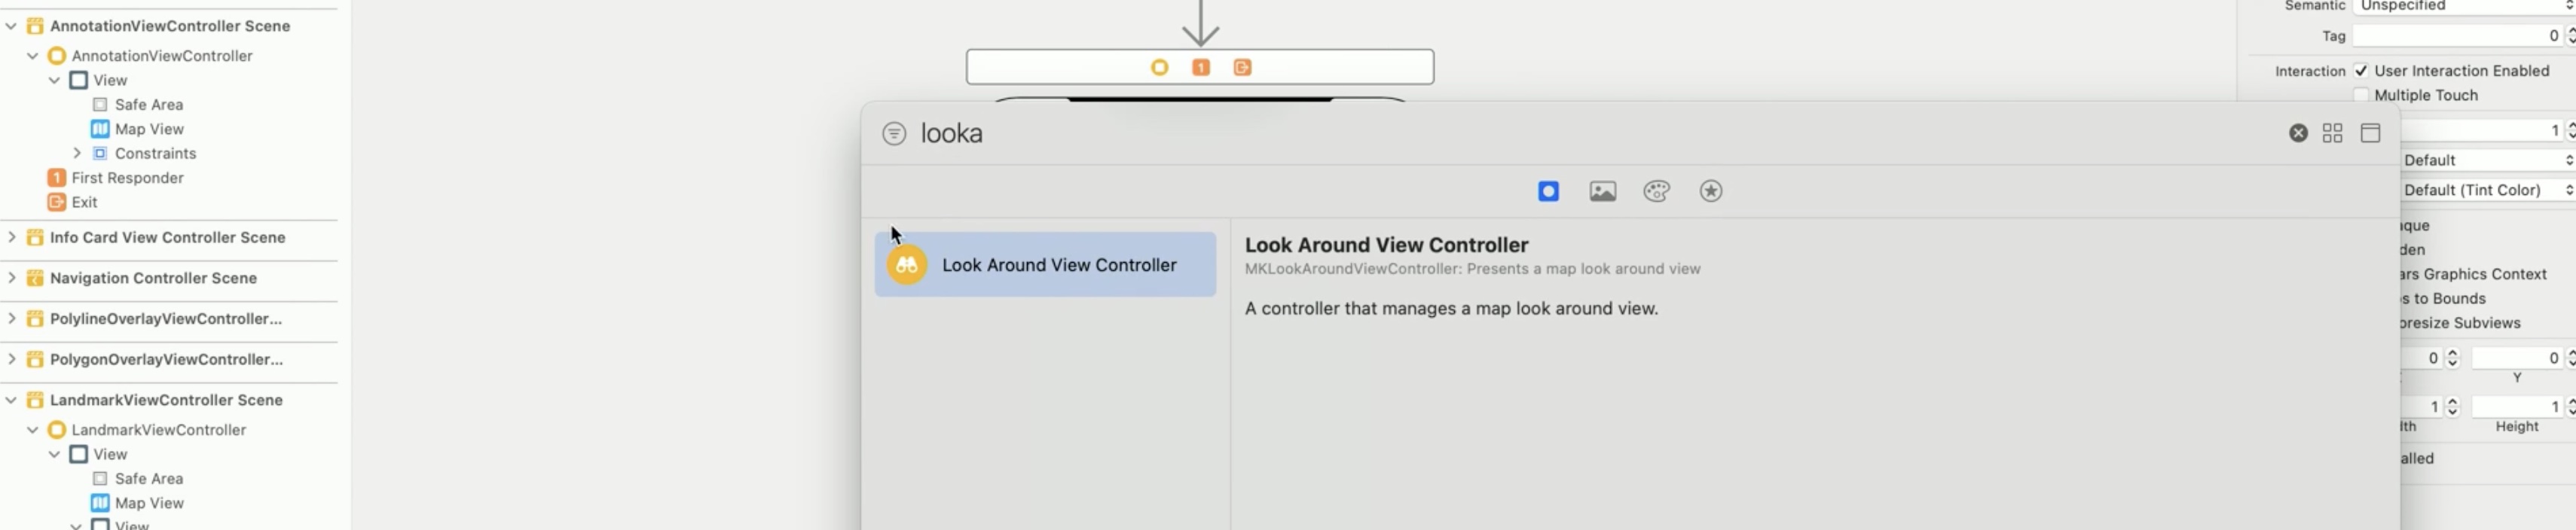 AnnotationViewController Scene
AnnotationViewController
View
Safe Area
Map View
Constraints
First Responder
Exit
Info Card View Controller Scene
Navigation Controller Scene
PolylineOverlayViewController...
PolygonOverlayViewController...
LandmarkViewController Scene
LandmarkViewController
View
Safe Area
Map View
View
1
looka
Look Around View Controller
Look Around View Controller
MKLookAroundViewController: Presents a map look around view
A controller that manages a map look around view.
Semantic Unspecified
Tag 0
Interaction User Interaction Enabled
Multiple Touch
1
Default
Default (Tint Color)
aque
den
ars Graphics Context
s to Bounds
oresize Subviews
0 0
Y
1 1
dth Height
alled